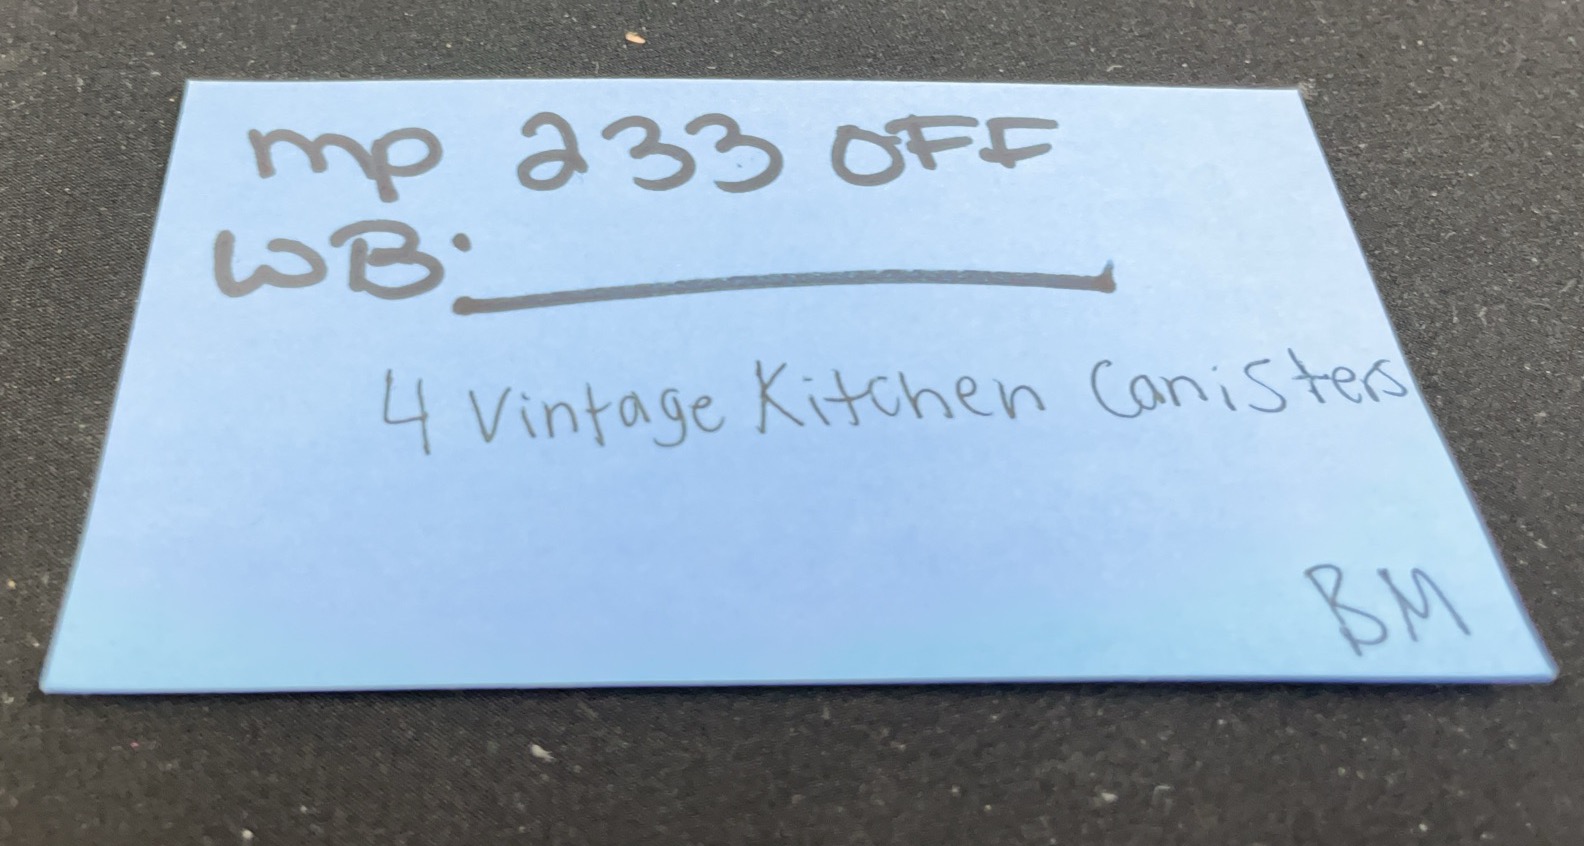 mp 233 OFF
WB:
4 Vintage Kitchen Canisters
BM